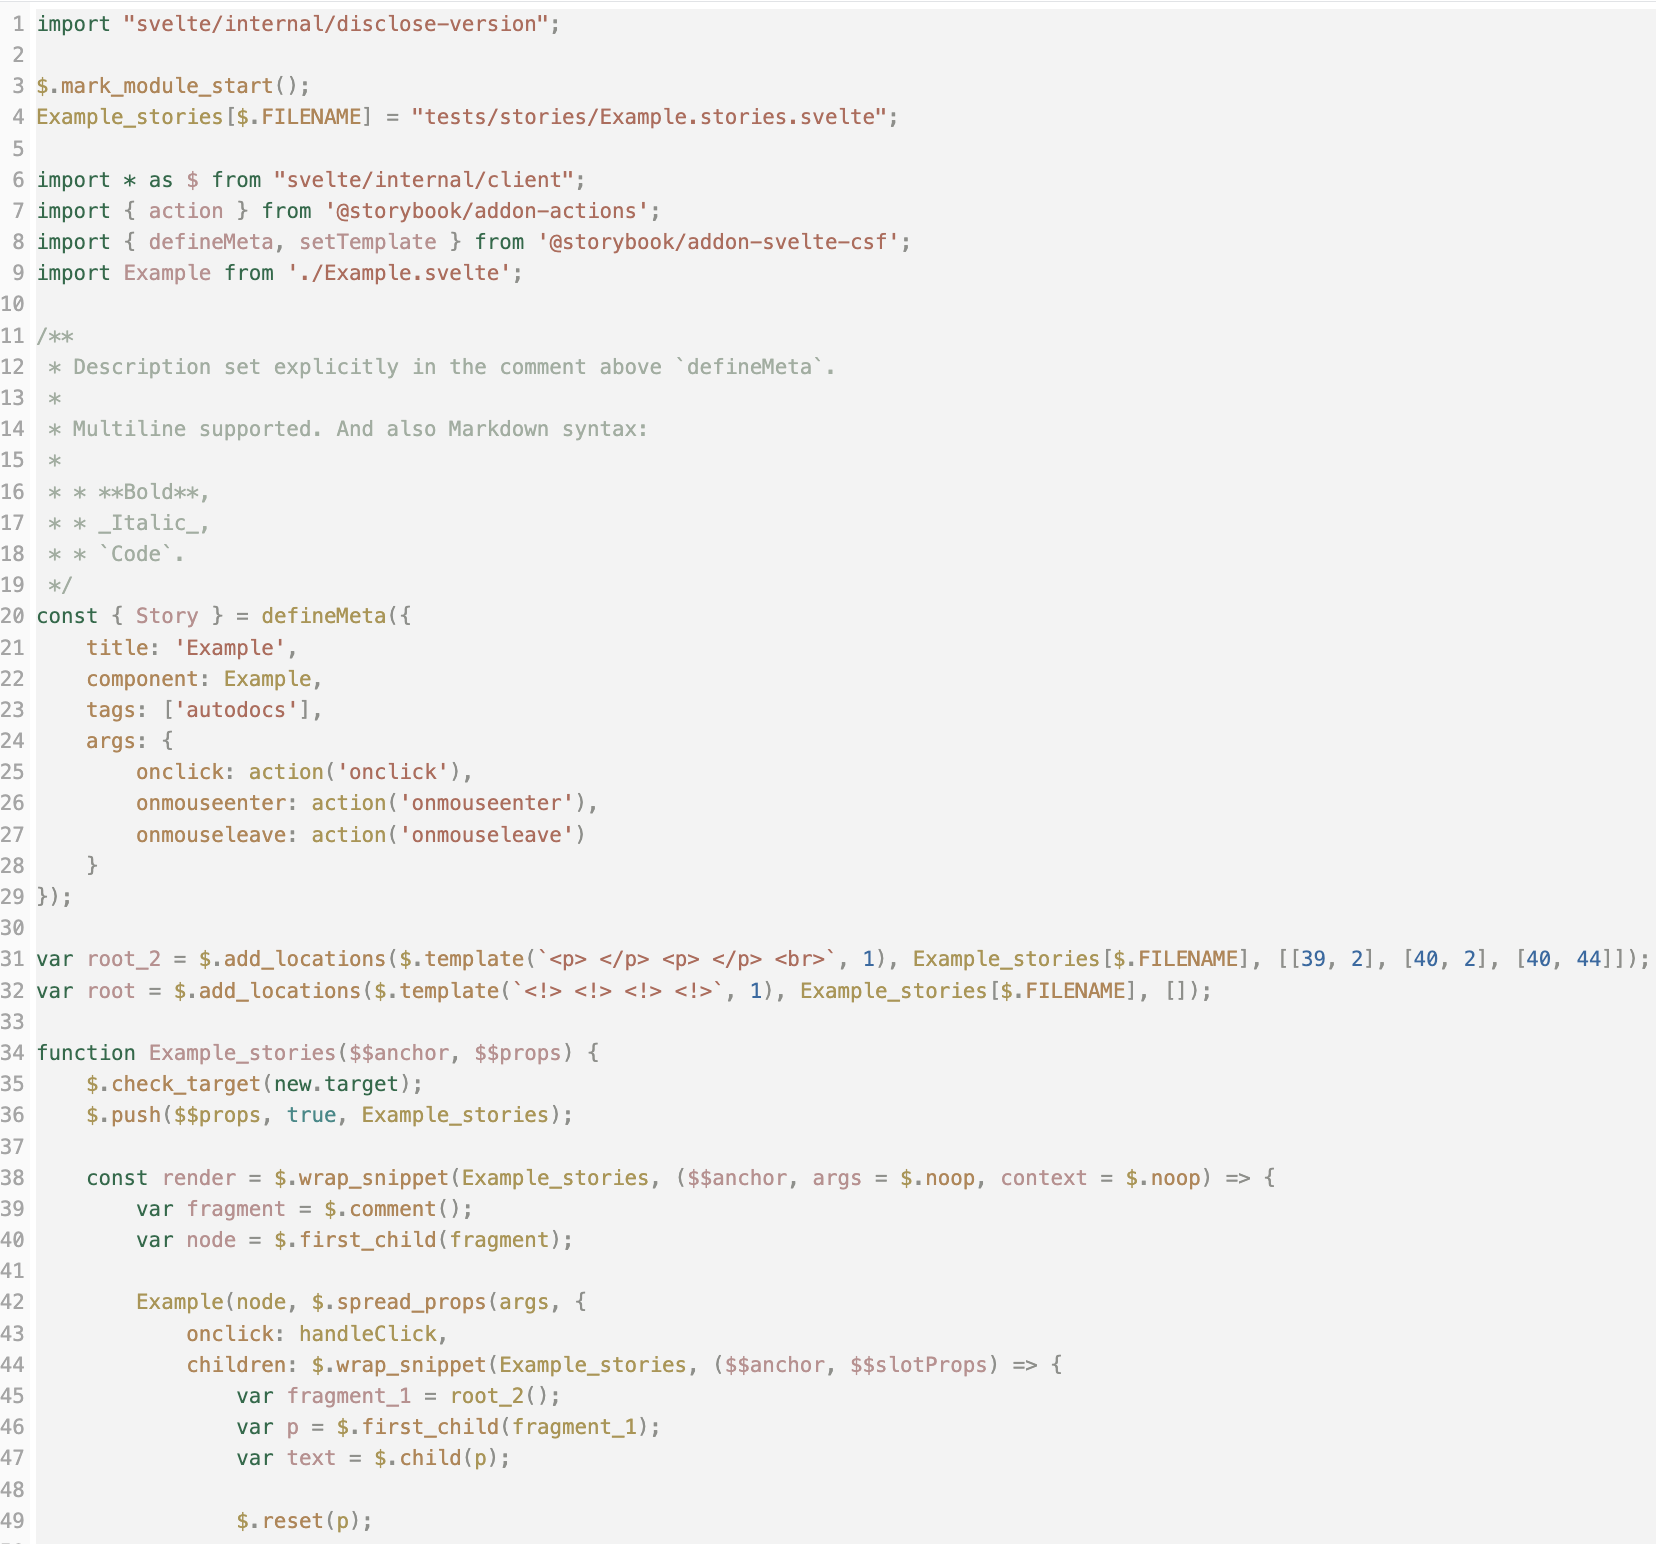 1 import "svelte/internal/disclose-version";
2
3 $.mark_module_start();
4 Example_stories[$.FILENAME] = "tests/stories/Example.stories.svelte";
5
6 import * as $ from "svelte/internal/client";
7 import { action } from '@storybook/addon-actions';
8 import { defineMeta, setTemplate } from '@storybook/addon-svelte-csf';
9 import Example from './Example.svelte';
10
11 /**
12  * Description set explicitly in the comment above `defineMeta`.
13  *
14  * Multiline supported. And also Markdown syntax:
15  *
16  * * **Bold**,
17  * * _Italic_,
18  * * `Code`.
19  */
20 const { Story } = defineMeta({
21     title: 'Example',
22     component: Example,
23     tags: ['autodocs'],
24     args: {
25         onclick: action('onclick'),
26         onmouseenter: action('onmouseenter'),
27         onmouseleave: action('onmouseleave')
28     }
29 });
30
31 var root_2 = $.add_locations($.template(`<p> </p> <p> </p> <br>`, 1), Example_stories[$.FILENAME], [[39, 2], [40, 2], [40, 44]]);
32 var root = $.add_locations($.template(`<!> <!> <!> <!>`, 1), Example_stories[$.FILENAME], []);
33
34 function Example_stories($$anchor, $$props) {
35     $.check_target(new.target);
36     $.push($$props, true, Example_stories);
37
38     const render = $.wrap_snippet(Example_stories, ($$anchor, args = $.noop, context = $.noop) => {
39         var fragment = $.comment();
40         var node = $.first_child(fragment);
41
42         Example(node, $.spread_props(args, {
43             onclick: handleClick,
44             children: $.wrap_snippet(Example_stories, ($$anchor, $$slotProps) => {
45                 var fragment_1 = root_2();
46                 var p = $.first_child(fragment_1);
47                 var text = $.child(p);
48
49                 $.reset(p);